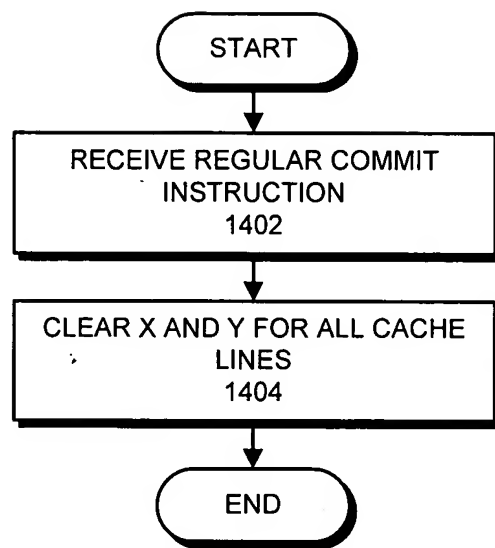 START
RECEIVE REGULAR COMMIT
INSTRUCTION
1402
CLEAR X AND Y FOR ALL CACHE
LINES
1404
END